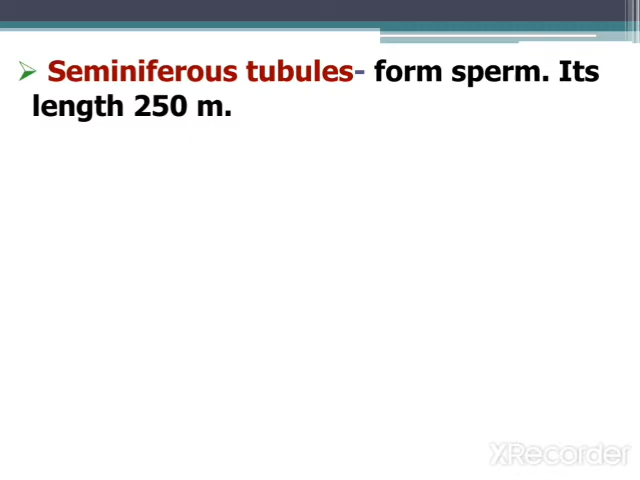 Seminiferous tubules- form sperm. Its
length 250 m.
XRecorder